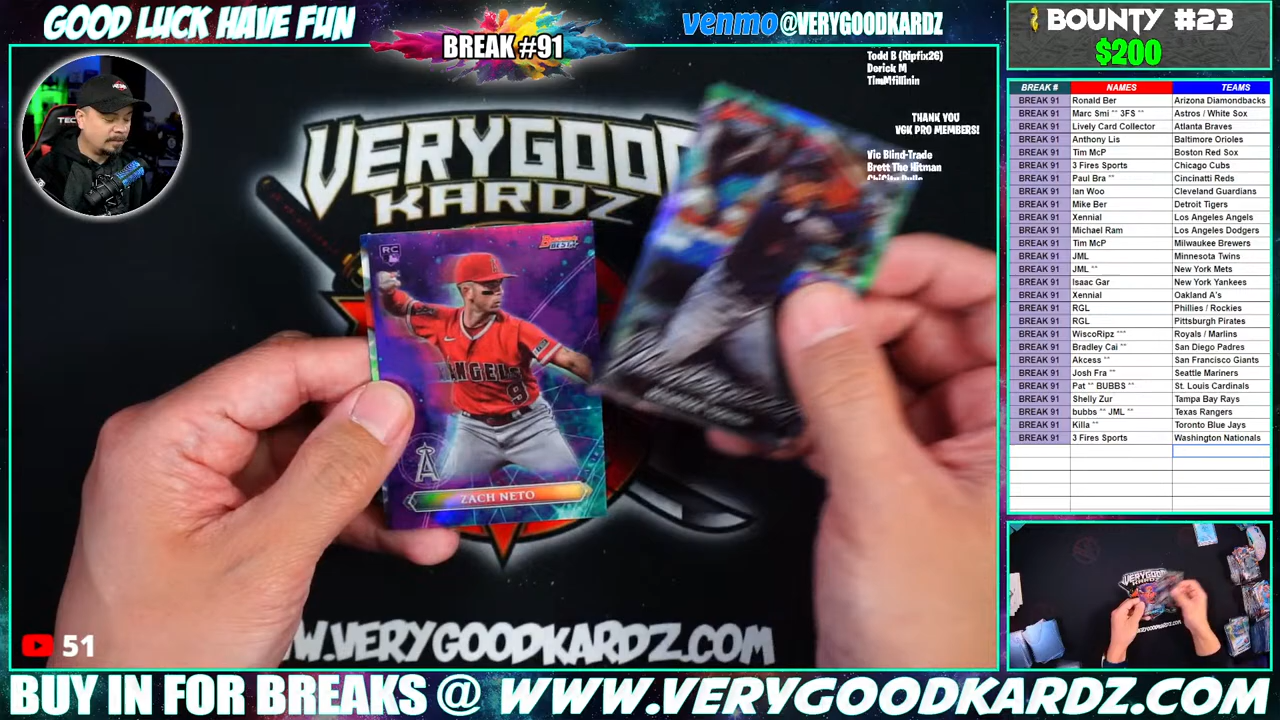 GOOD LUCK HAVE FUN
BREAK #91
venmo@VERYGOODKARDZ
BOUNTY #23
$200
Todd B (Ripfix26)
Derick M
TimMfillinin
THANK YOU
VGK PRO MEMBERS!
Vic Blind-Trade
Brett The Hitman
VERYGOOD
KARDZ
RC
BOWMAN'S BEST
ANGELS
9
A
ZACH NETO
WWW.VERYGOODKARDZ.COM
51
BREAK # NAMES TEAMS
BREAK 91 Ronald Ber Arizona Diamondbacks
BREAK 91 Marc Smi ** 3FS ** Astros / White Sox
BREAK 91 Lively Card Collector Atlanta Braves
BREAK 91 Anthony Lis Baltimore Orioles
BREAK 91 Tim McP Boston Red Sox
BREAK 91 3 Fires Sports Chicago Cubs
BREAK 91 Paul Bra ** Cincinatti Reds
BREAK 91 Ian Woo Cleveland Guardians
BREAK 91 Mike Ber Detroit Tigers
BREAK 91 Xennial Los Angeles Angels
BREAK 91 Michael Ram Los Angeles Dodgers
BREAK 91 Tim McP Milwaukee Brewers
BREAK 91 JML Minnesota Twins
BREAK 91 JML ** New York Mets
BREAK 91 Isaac Gar New York Yankees
BREAK 91 Xennial Oakland A's
BREAK 91 RGL Phillies / Rockies
BREAK 91 RGL Pittsburgh Pirates
BREAK 91 WiscoRipz *** Royals / Marlins
BREAK 91 Bradley Cai ** San Diego Padres
BREAK 91 Akcess ** San Francisco Giants
BREAK 91 Josh Fra ** Seattle Mariners
BREAK 91 Pat ** BUBBS ** St. Louis Cardinals
BREAK 91 Shelly Zur Tampa Bay Rays
BREAK 91 bubbs ** JML ** Texas Rangers
BREAK 91 Killa ** Toronto Blue Jays
BREAK 91 3 Fires Sports Washington Nationals
BUY IN FOR BREAKS @ WWW.VERYGOODKARDZ.COM